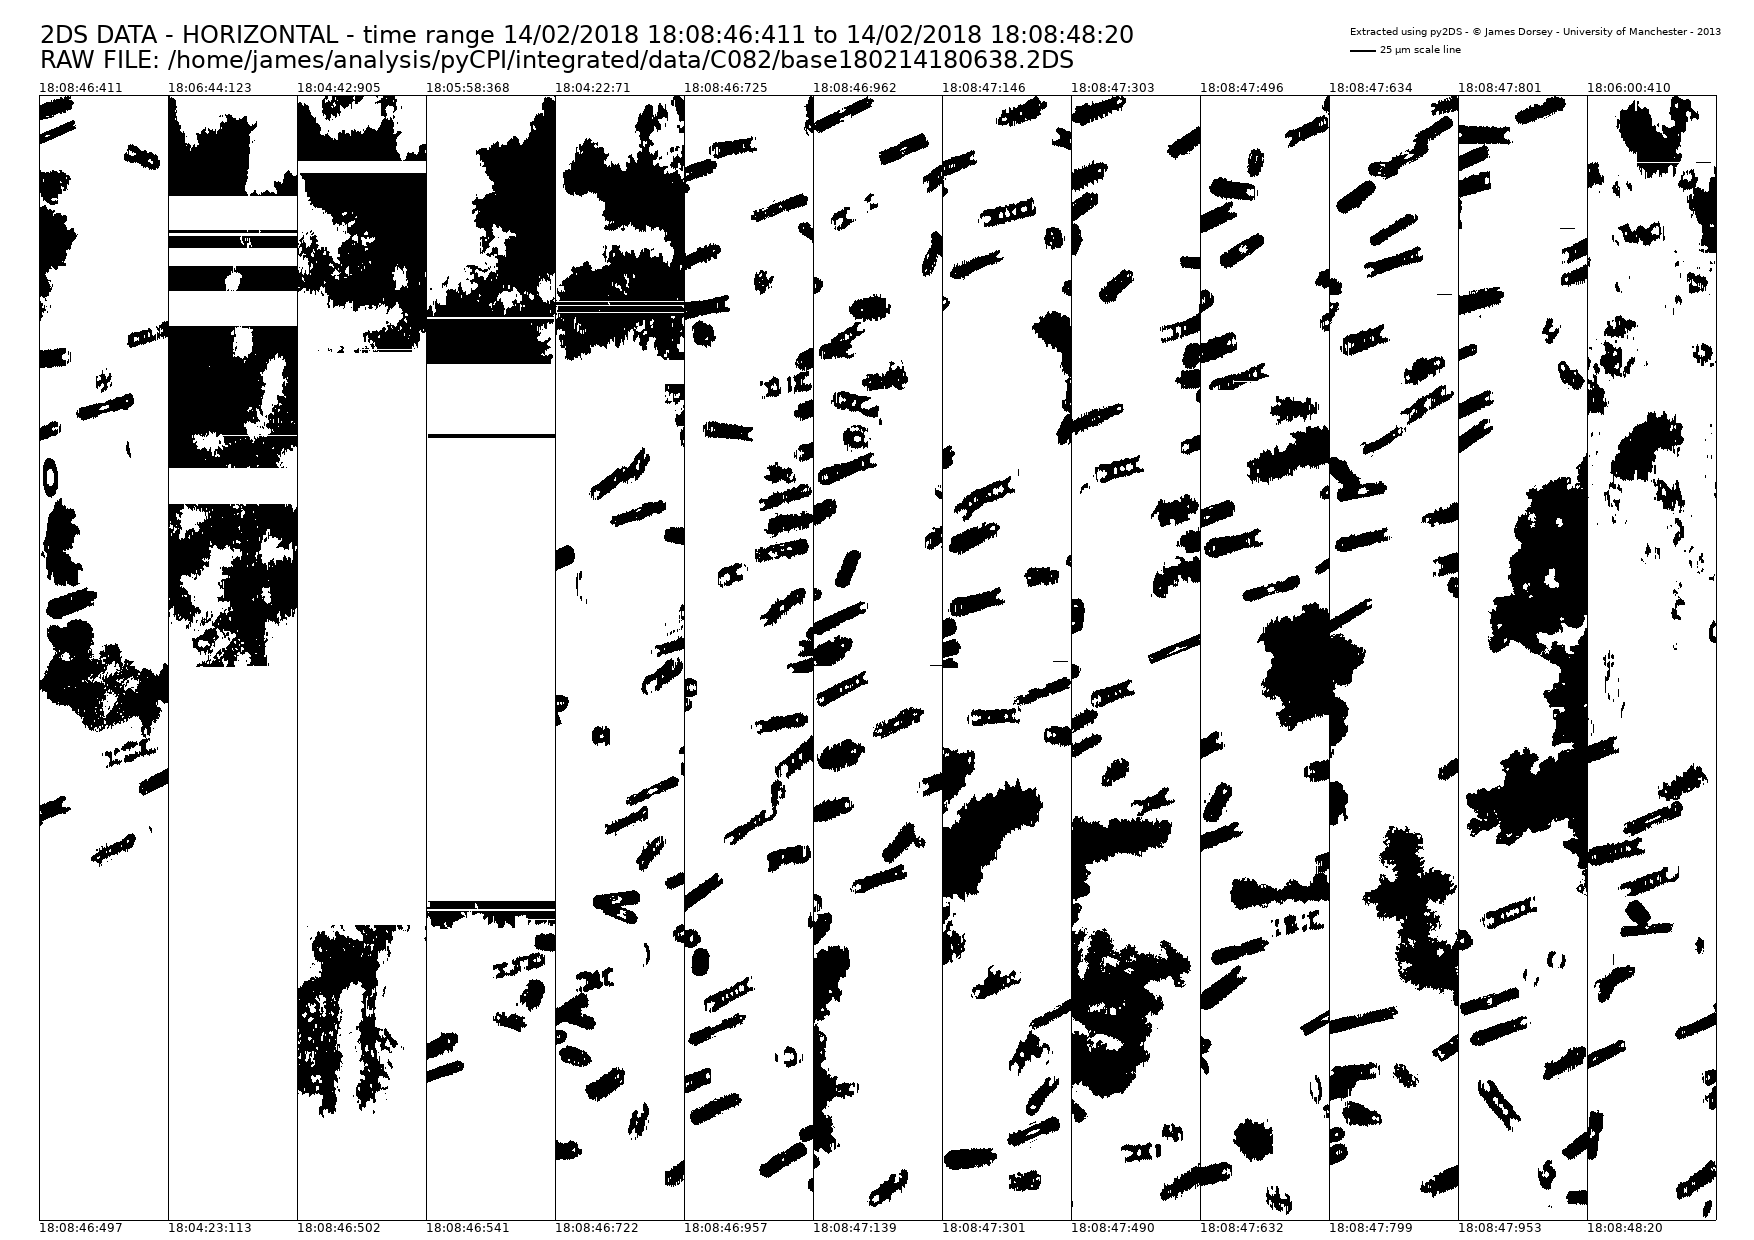 2DS DATA - HORIZONTAL - time range 14/02/2018 18:08:46:411 to 14/02/2018 18:08:48:20
RAW FILE: /home/james/analysis/pyCPI/integrated/data/C082/base180214180638.2DS
Extracted using py2DS - © James Dorsey - University of Manchester - 2013
25 µm scale line
18:08:46:411 18:06:44:123 18:04:42:905 18:05:58:368 18:04:22:71 18:08:46:725 18:08:46:962 18:08:47:146 18:08:47:303 18:08:47:496 18:08:47:634 18:08:47:801 18:06:00:410
18:08:46:497 18:04:23:113 18:08:46:502 18:08:46:541 18:08:46:722 18:08:46:957 18:08:47:139 18:08:47:301 18:08:47:490 18:08:47:632 18:08:47:799 18:08:47:953 18:08:48:20